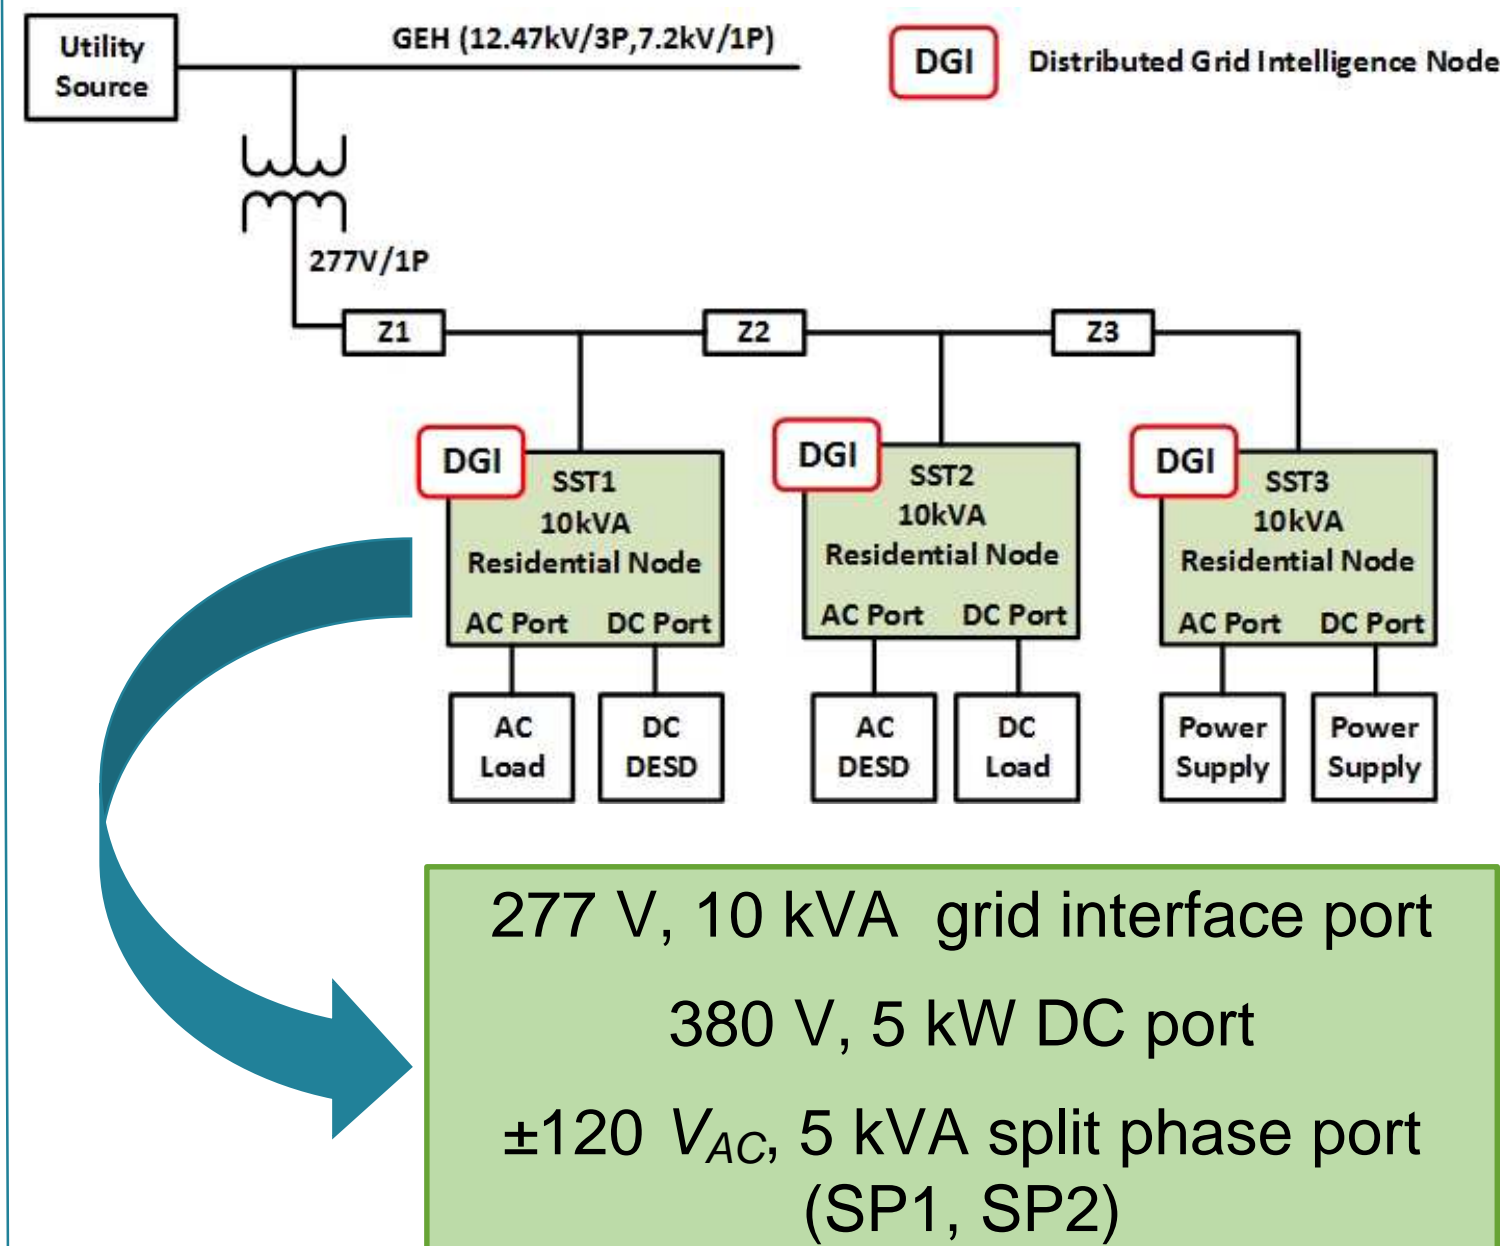 Utility
Source
GEH (12.47kV/3P,7.2kV/1P)
DGI
Distributed Grid Intelligence Node
277V/1P
Z1
Z2
Z3
DGI
SST1
10kVA
Residential Node
AC Port
DC Port
DGI
SST2
10kVA
Residential Node
AC Port
DC Port
DGI
SST3
10kVA
Residential Node
AC Port
DC Port
AC
Load
DC
DESD
AC
DESD
DC
Load
Power
Supply
Power
Supply
277 V, 10 kVA grid interface port
380 V, 5 kW DC port
±120 VAC, 5 kVA split phase port
(SP1, SP2)